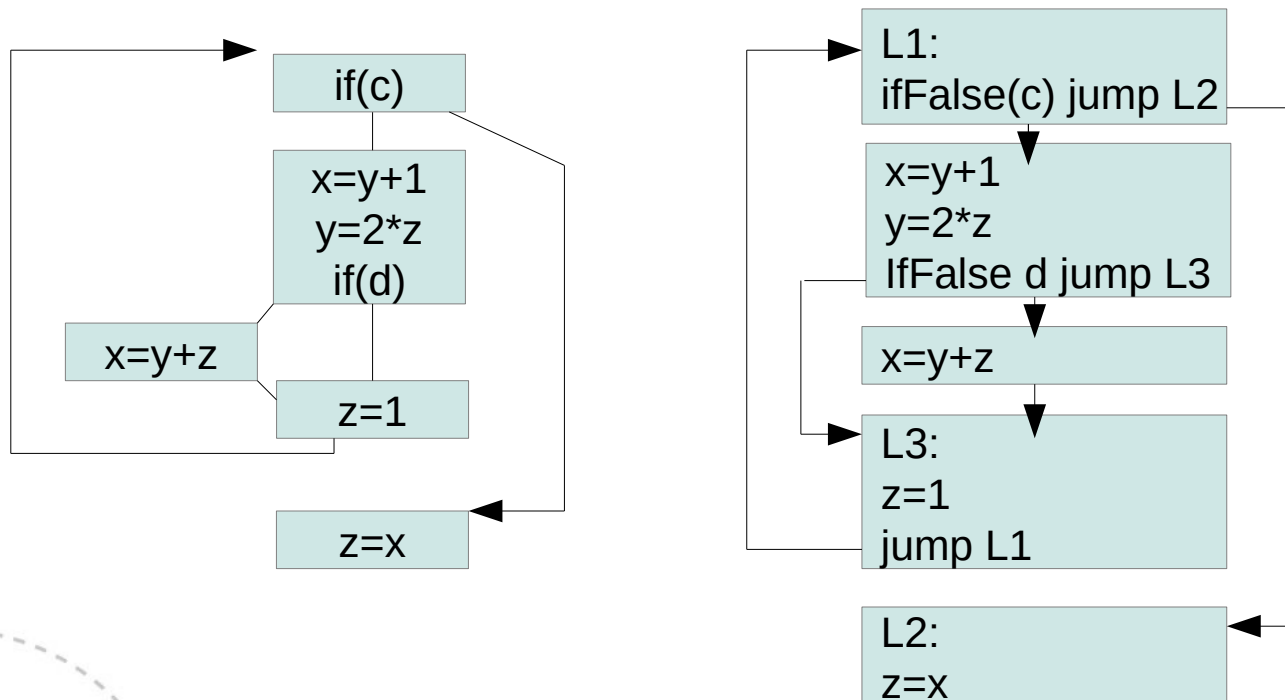 if(c)
x=y+1
y=2*z
if(d)
x=y+z
z=1
z=x
L1:
ifFalse(c) jump L2
x=y+1
y=2*z
IfFalse d jump L3
x=y+z
L3:
z=1
jump L1
L2:
z=x